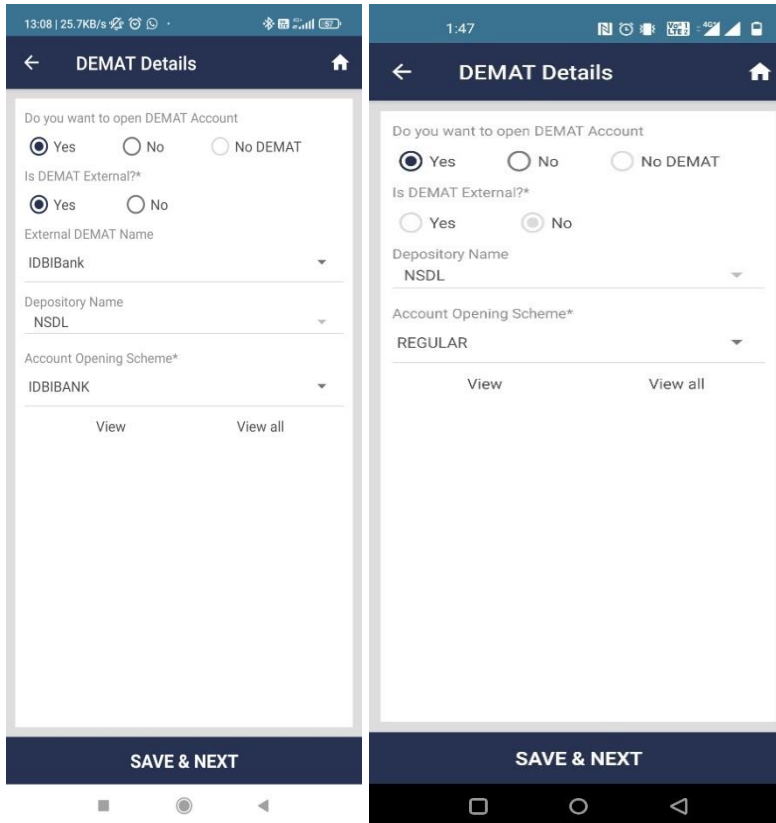 13:08 | 25.7KB/s
DEMAT Details
Do you want to open DEMAT Account
Yes No No DEMAT
Is DEMAT External?*
Yes No
External DEMAT Name
IDBIBank
Depository Name
NSDL
Account Opening Scheme*
IDBIBANK
View View all
SAVE & NEXT
1:47
DEMAT Details
Do you want to open DEMAT Account
Yes No No DEMAT
Is DEMAT External?*
Yes No
Depository Name
NSDL
Account Opening Scheme*
REGULAR
View View all
SAVE & NEXT